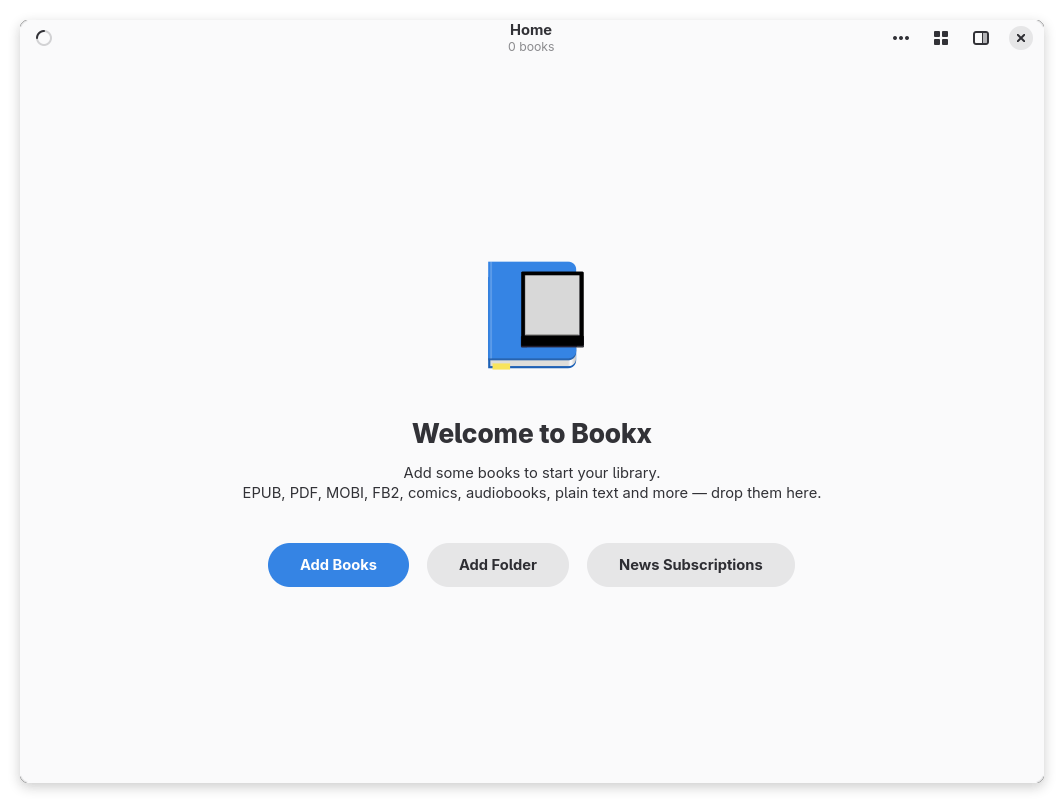 Home
0 books
Welcome to Bookx
Add some books to start your library.
EPUB, PDF, MOBI, FB2, comics, audiobooks, plain text and more — drop them here.
Add Books
Add Folder
News Subscriptions